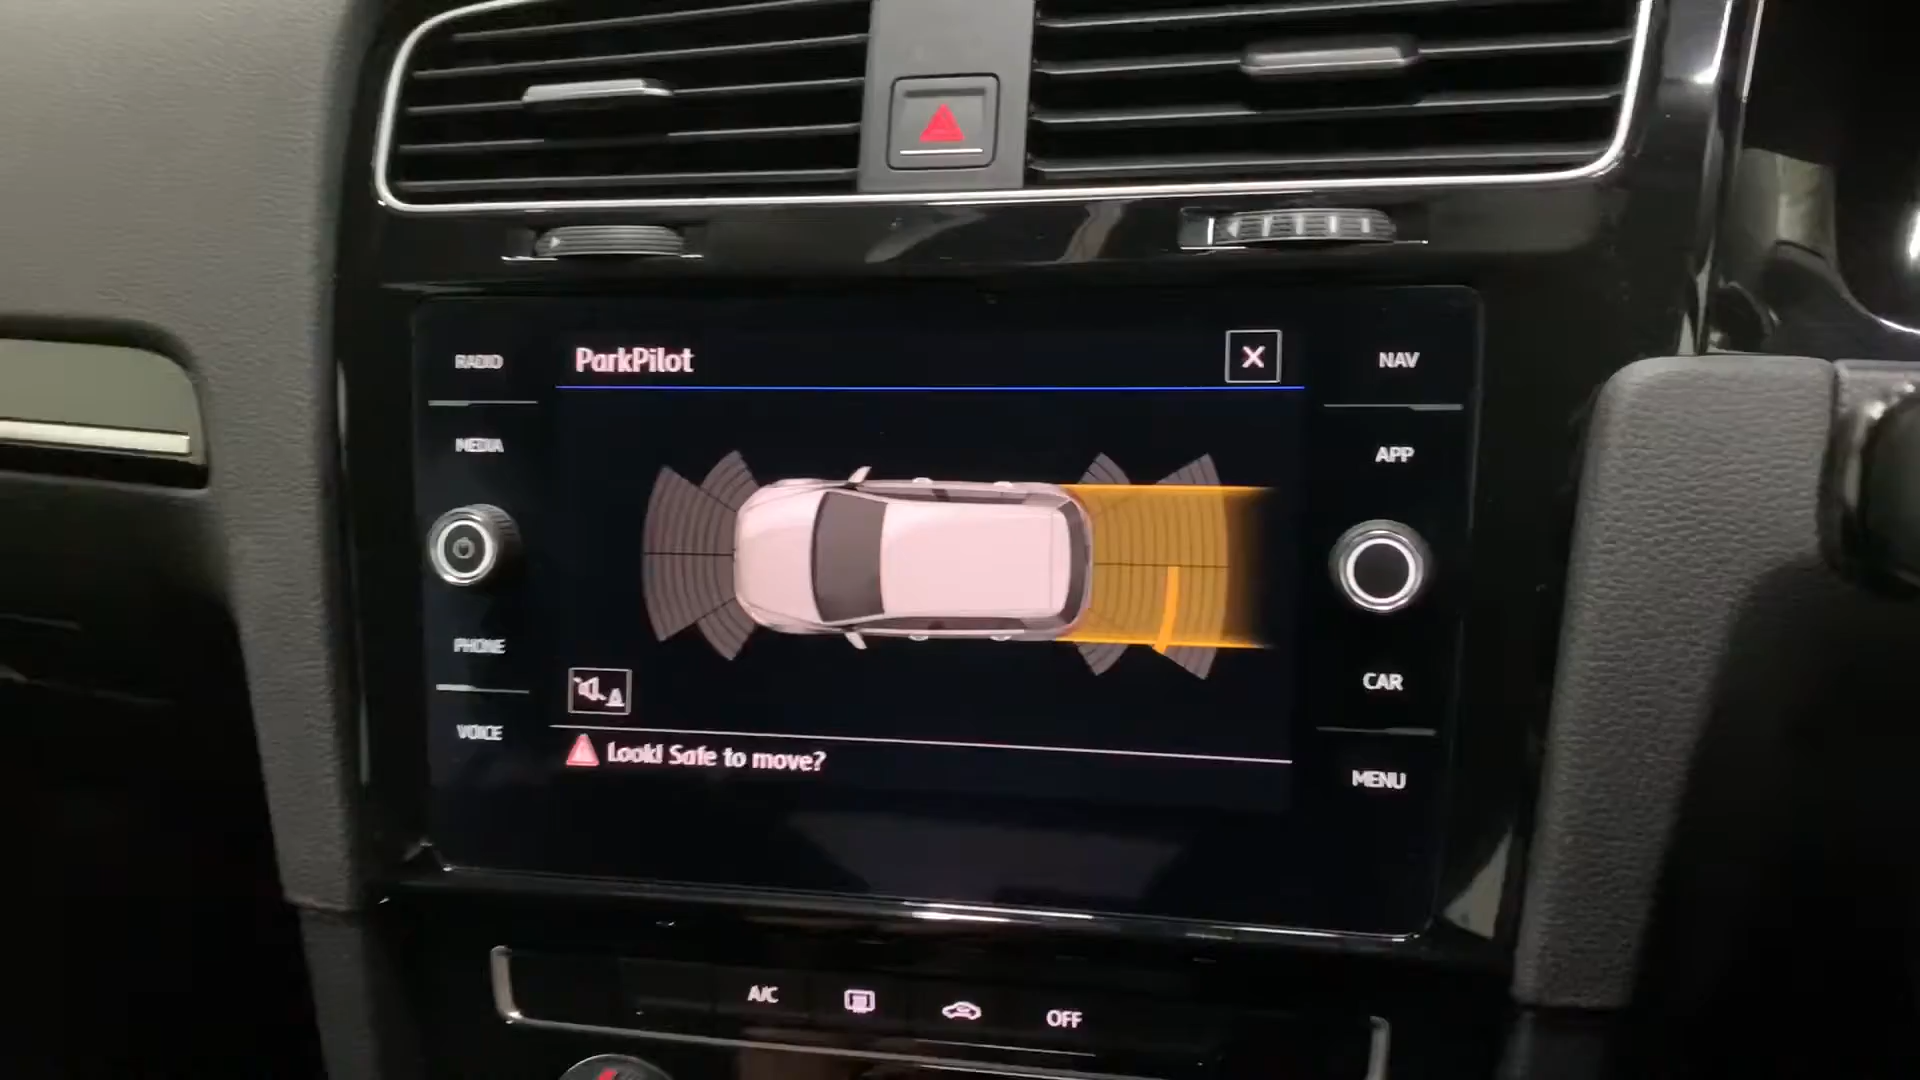 RADIO
ParkPilot
NAV
MEDIA
APP
PHONE
CAR
VOICE
Look! Safe to move?
MENU
A/C
OFF